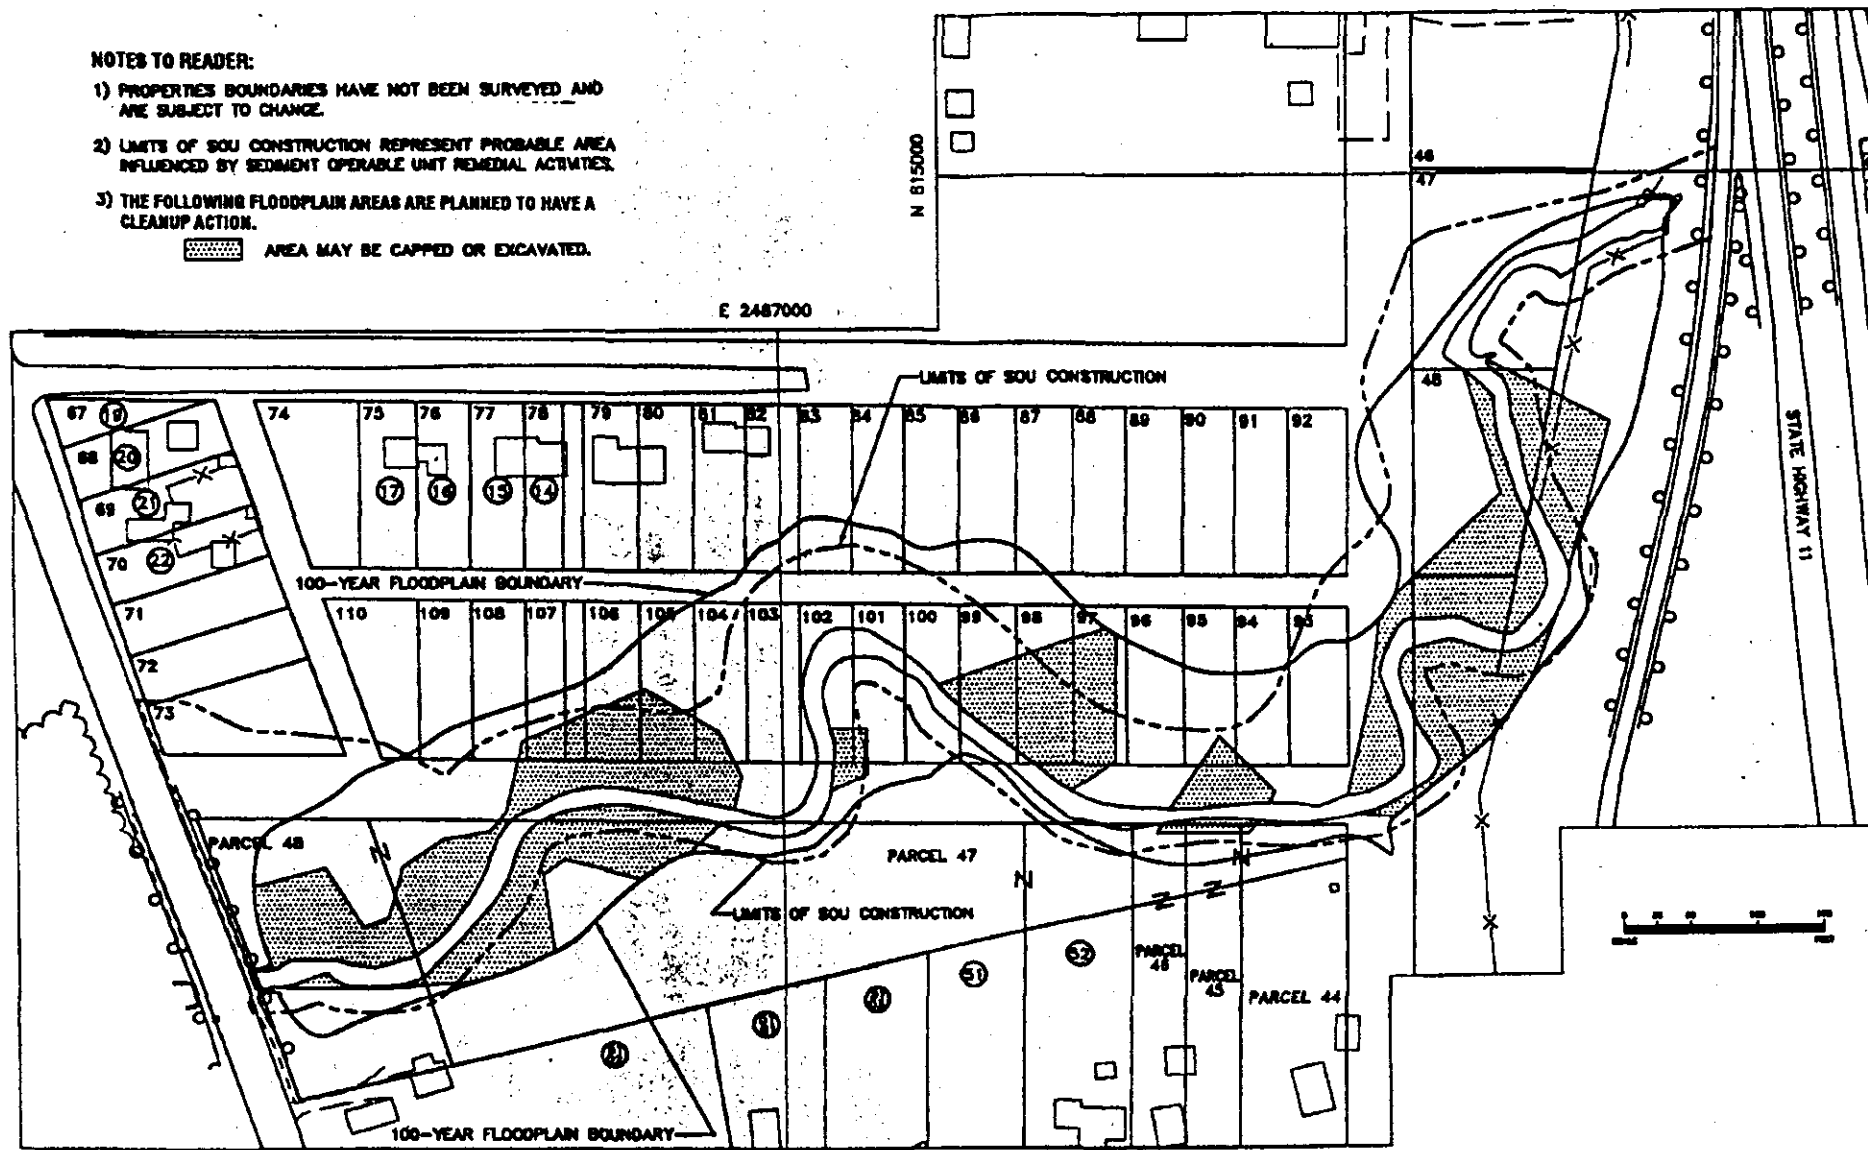 NOTES TO READER:
1) PROPERTIES BOUNDARIES HAVE NOT BEEN SURVEYED AND
ARE SUBJECT TO CHANGE.
2) LIMITS OF SOU CONSTRUCTION REPRESENT PROBABLE AREA
INFLUENCED BY SEDIMENT OPERABLE UNIT REMEDIAL ACTIVITIES.
3) THE FOLLOWING FLOODPLAIN AREAS ARE PLANNED TO HAVE A
CLEANUP ACTION.
AREA MAY BE CAPPED OR EXCAVATED.
N 815000
E 2487000
46
47
48
STATE HIGHWAY 11
LIMITS OF SOU CONSTRUCTION
67 19
68 20
69 21
70 22
71
72
73
74 75 76 77 78 79 80 81 82 83 84 85 86 87 88 89 90 91 92
17 16 15 14
100-YEAR FLOODPLAIN BOUNDARY
110 109 108 107 106 105 104 103 102 101 100 99 98 97 96 95 94 93
PARCEL 48
PARCEL 47
LIMITS OF SOU CONSTRUCTION
51
52
PARCEL
46
PARCEL
45
PARCEL 44
100-YEAR FLOODPLAIN BOUNDARY